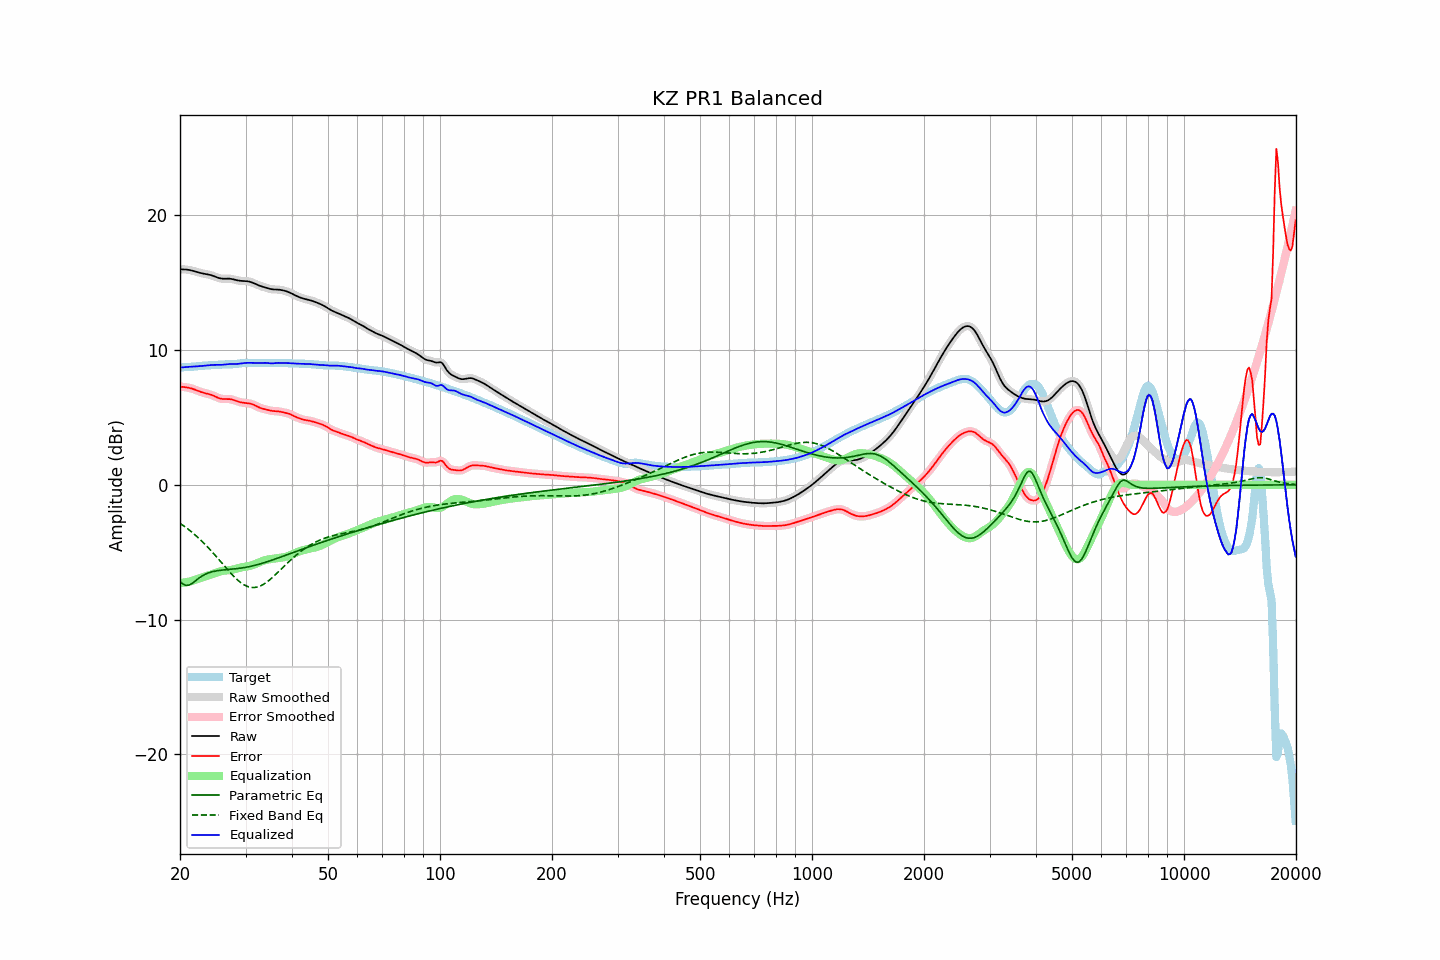 KZ PR1 Balanced
Amplitude (dBr)
20
10
0
−10
−20
Target
Raw Smoothed
Error Smoothed
Raw
Error
Equalization
Parametric Eq
Fixed Band Eq
Equalized
20 50 100 200 500 1000 2000 5000 10000 20000
Frequency (Hz)